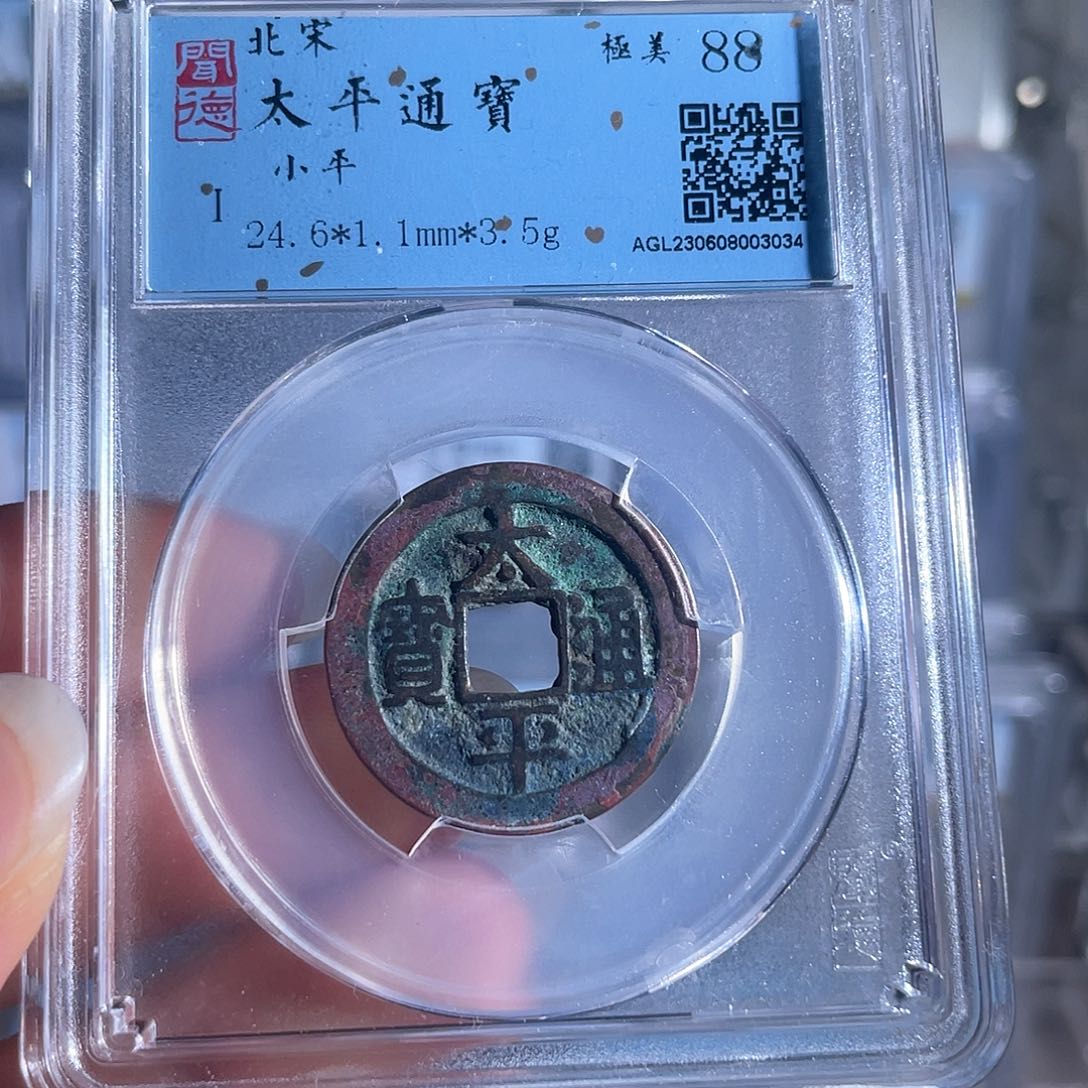 聞德
北宋
極美 88
太平通寶
小平
I
24.6*1.1mm*3.5g
AGL230608003034
太
寶 通
平